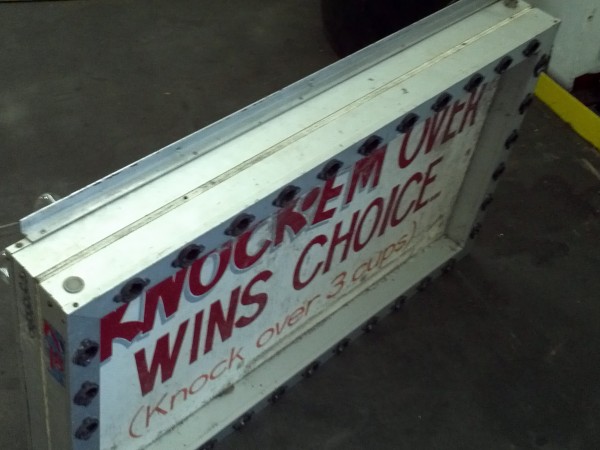 KNOCK-EM OVER
WINS CHOICE
(Knock over 3 cups)